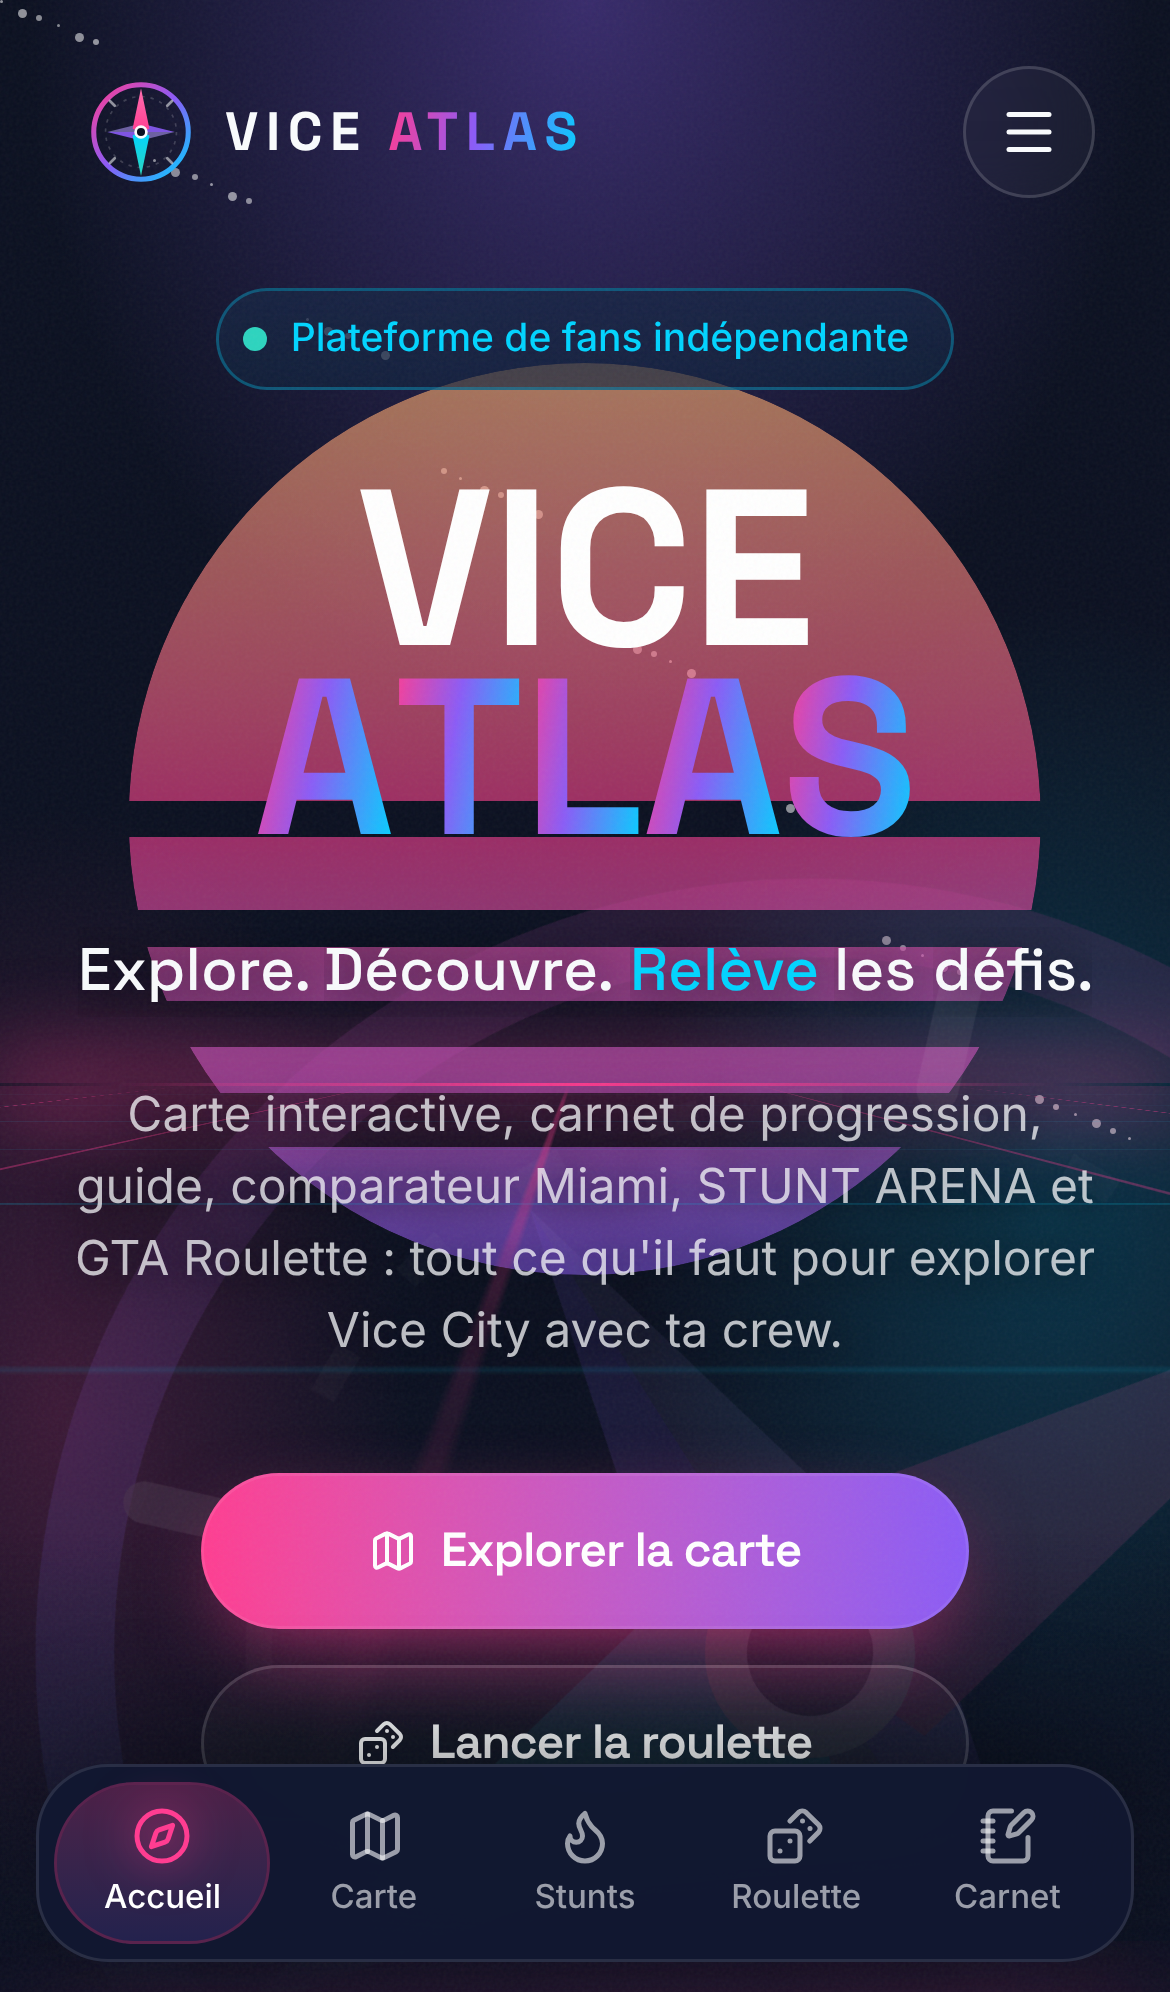 VICE ATLAS
Plateforme de fans indépendante
VICE
ATLAS
Explore. Découvre. Relève les défis.
Carte interactive, carnet de progression,
guide, comparateur Miami, STUNT ARENA et
GTA Roulette : tout ce qu'il faut pour explorer
Vice City avec ta crew.
Explorer la carte
Lancer la roulette
Accueil
Carte
Stunts
Roulette
Carnet